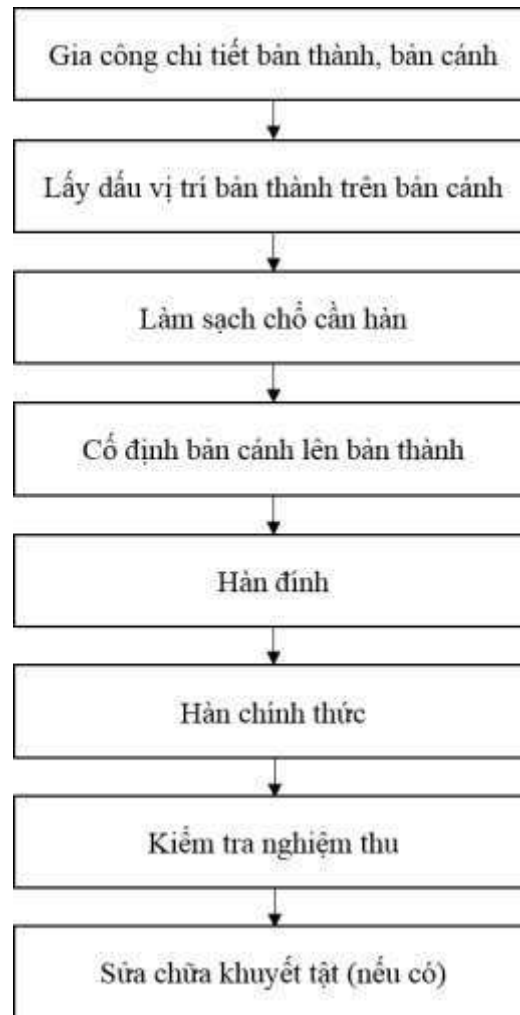 Gia công chi tiết bản thành, bản cánh
Lấy dấu vị trí bản thành trên bản cánh
Làm sạch chổ cần hàn
Cố định bản cánh lên bản thành
Hàn đính
Hàn chính thức
Kiểm tra nghiệm thu
Sửa chữa khuyết tật (nếu có)